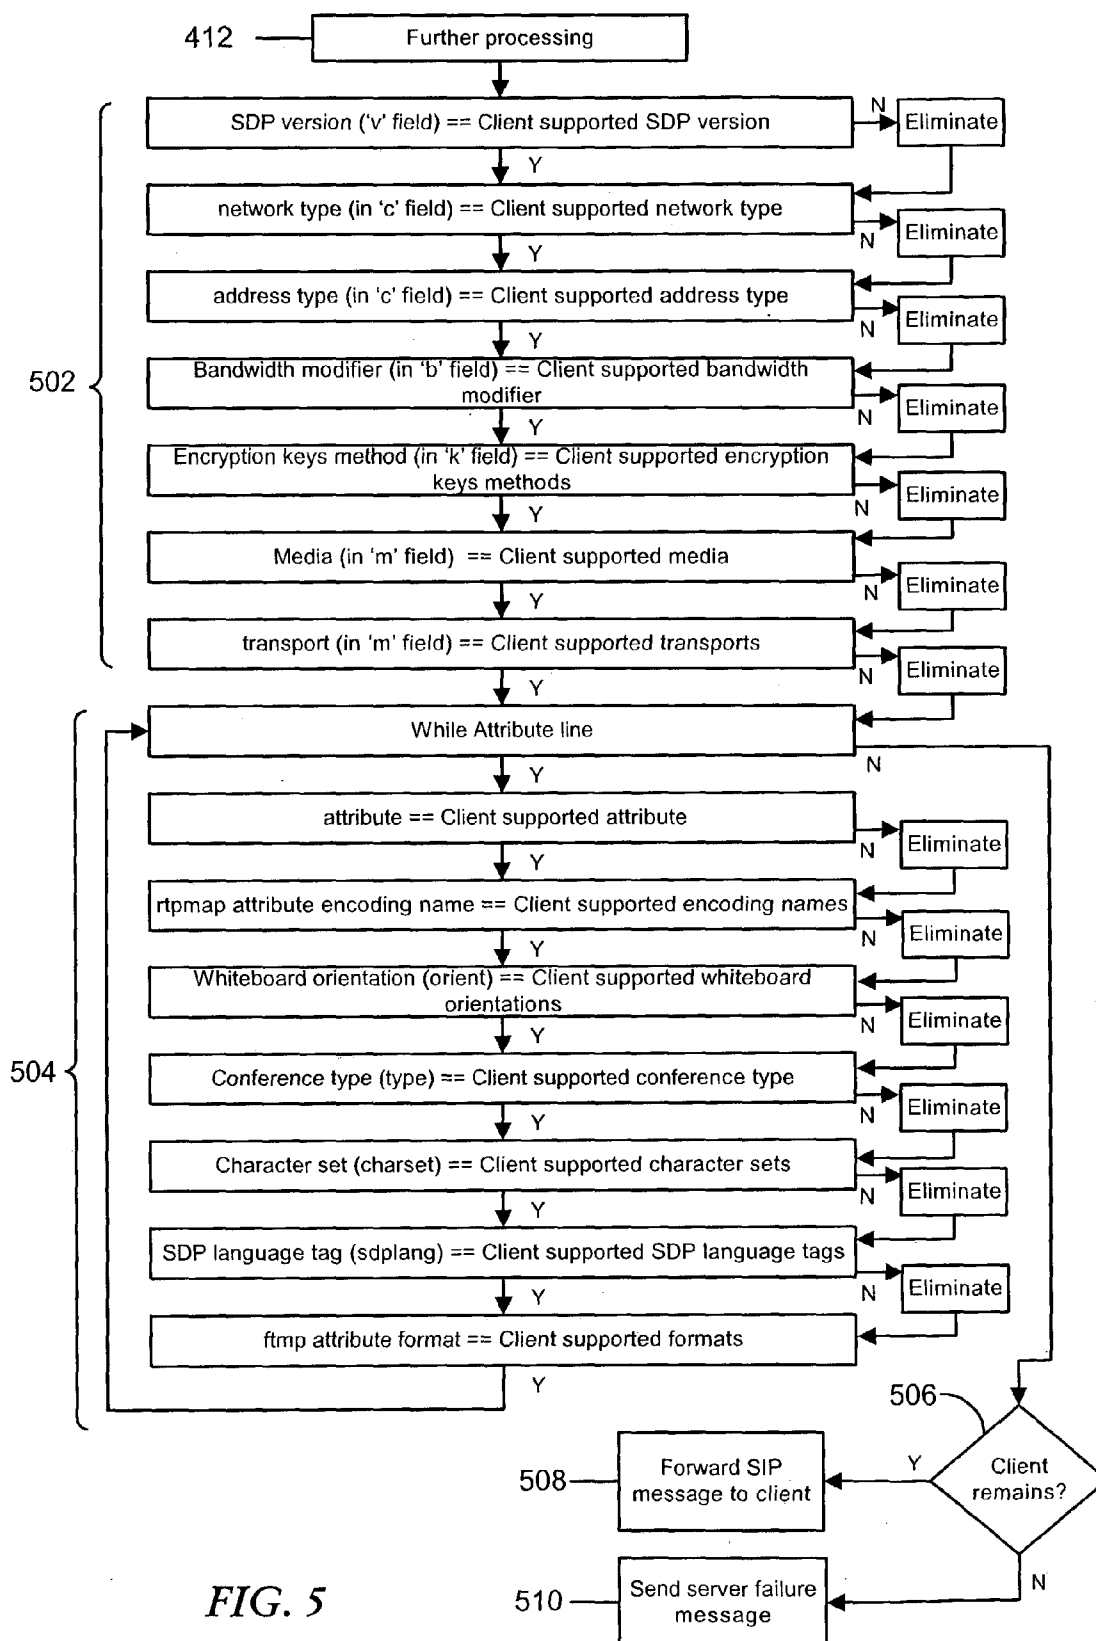 412
Further processing
SDP version ('v' field) == Client supported SDP version
N
Eliminate
Y
network type (in 'c' field) == Client supported network type
N
Eliminate
Y
address type (in 'c' field) == Client supported address type
N
Eliminate
Y
502
Bandwidth modifier (in 'b' field) == Client supported bandwidth
modifier
N
Eliminate
Y
Encryption keys method (in 'k' field) == Client supported encryption
keys methods
N
Eliminate
Y
Media (in 'm' field) == Client supported media
N
Eliminate
Y
transport (in 'm' field) == Client supported transports
N
Eliminate
Y
While Attribute line
N
Y
attribute == Client supported attribute
N
Eliminate
Y
rtpmap attribute encoding name == Client supported encoding names
N
Eliminate
Y
Whiteboard orientation (orient) == Client supported whiteboard
orientations
N
Eliminate
Y
504
Conference type (type) == Client supported conference type
N
Eliminate
Y
Character set (charset) == Client supported character sets
N
Eliminate
Y
SDP language tag (sdplang) == Client supported SDP language tags
N
Eliminate
Y
ftmp attribute format == Client supported formats
Y
506
Client
remains?
Y
508
Forward SIP
message to client
N
510
Send server failure
message
FIG. 5